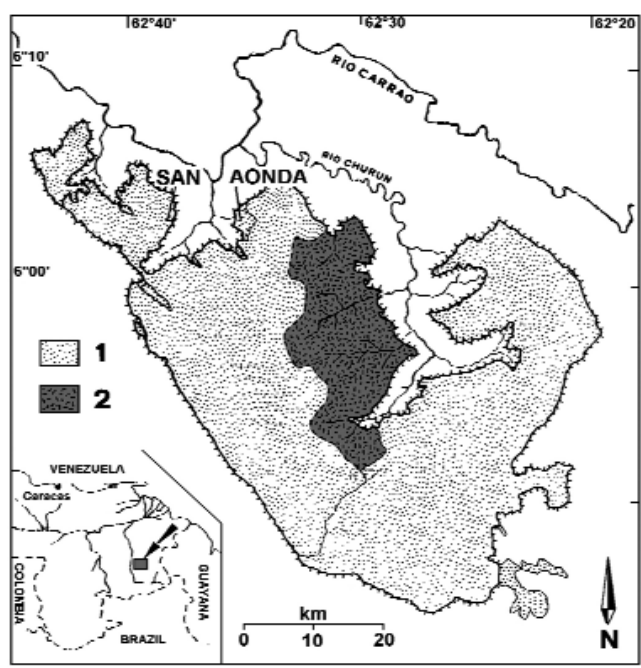 62°40' 62°30 62°20
6°10'
RIO CARRAO
RIO CHURUN
SAN AONDA
6°00'
1
2
VENEZUELA
Caracas
COLOMBIA
GUYANA
BRAZIL
km
0 10 20
N